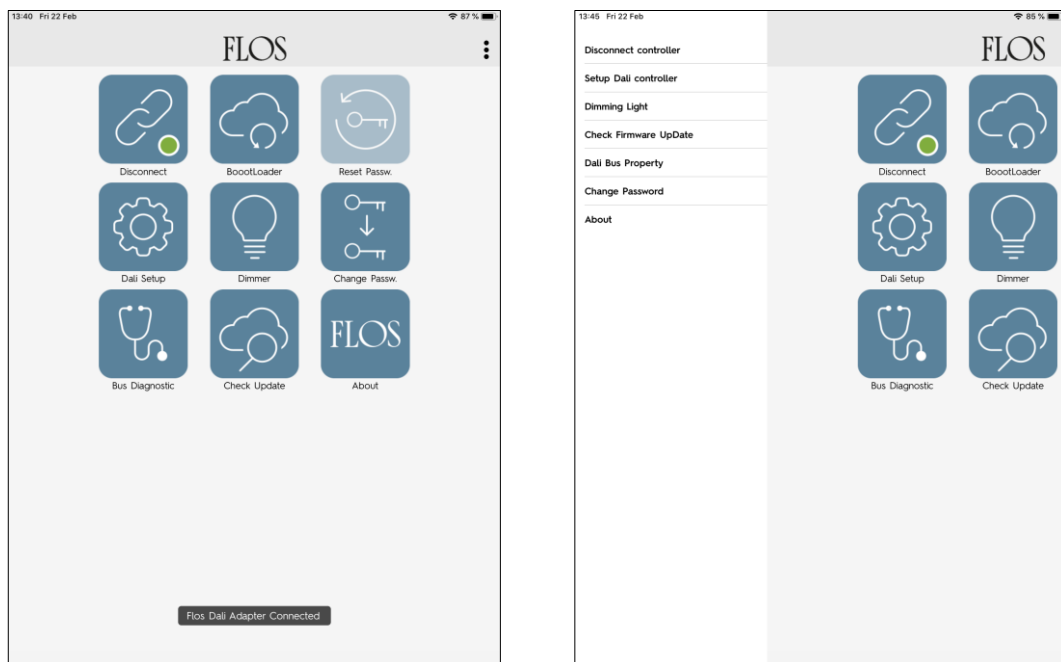 13:40 Fri 22 Feb 87 %
FLOS
Disconnect BoootLoader Reset Passw.
Dali Setup Dimmer Change Passw.
FLOS
Bus Diagnostic Check Update About
Flos Dali Adapter Connected
13:45 Fri 22 Feb 85 %
FLOS
Disconnect controller
Setup Dali controller
Dimming Light
Check Firmware UpDate
Dali Bus Property
Change Password
About
Disconnect BoootLoader
Dali Setup Dimmer
Bus Diagnostic Check Update